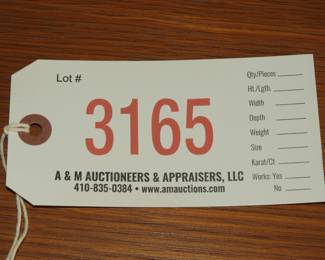 Lot #
3165
A & M AUCTIONEERS & APPRAISERS, LLC
410-835-0384 • www.amauctions.com
Qty/Pieces
Ht./Lgth.
Width
Depth
Weight
Size
Karat/Ct
Works: Yes
No